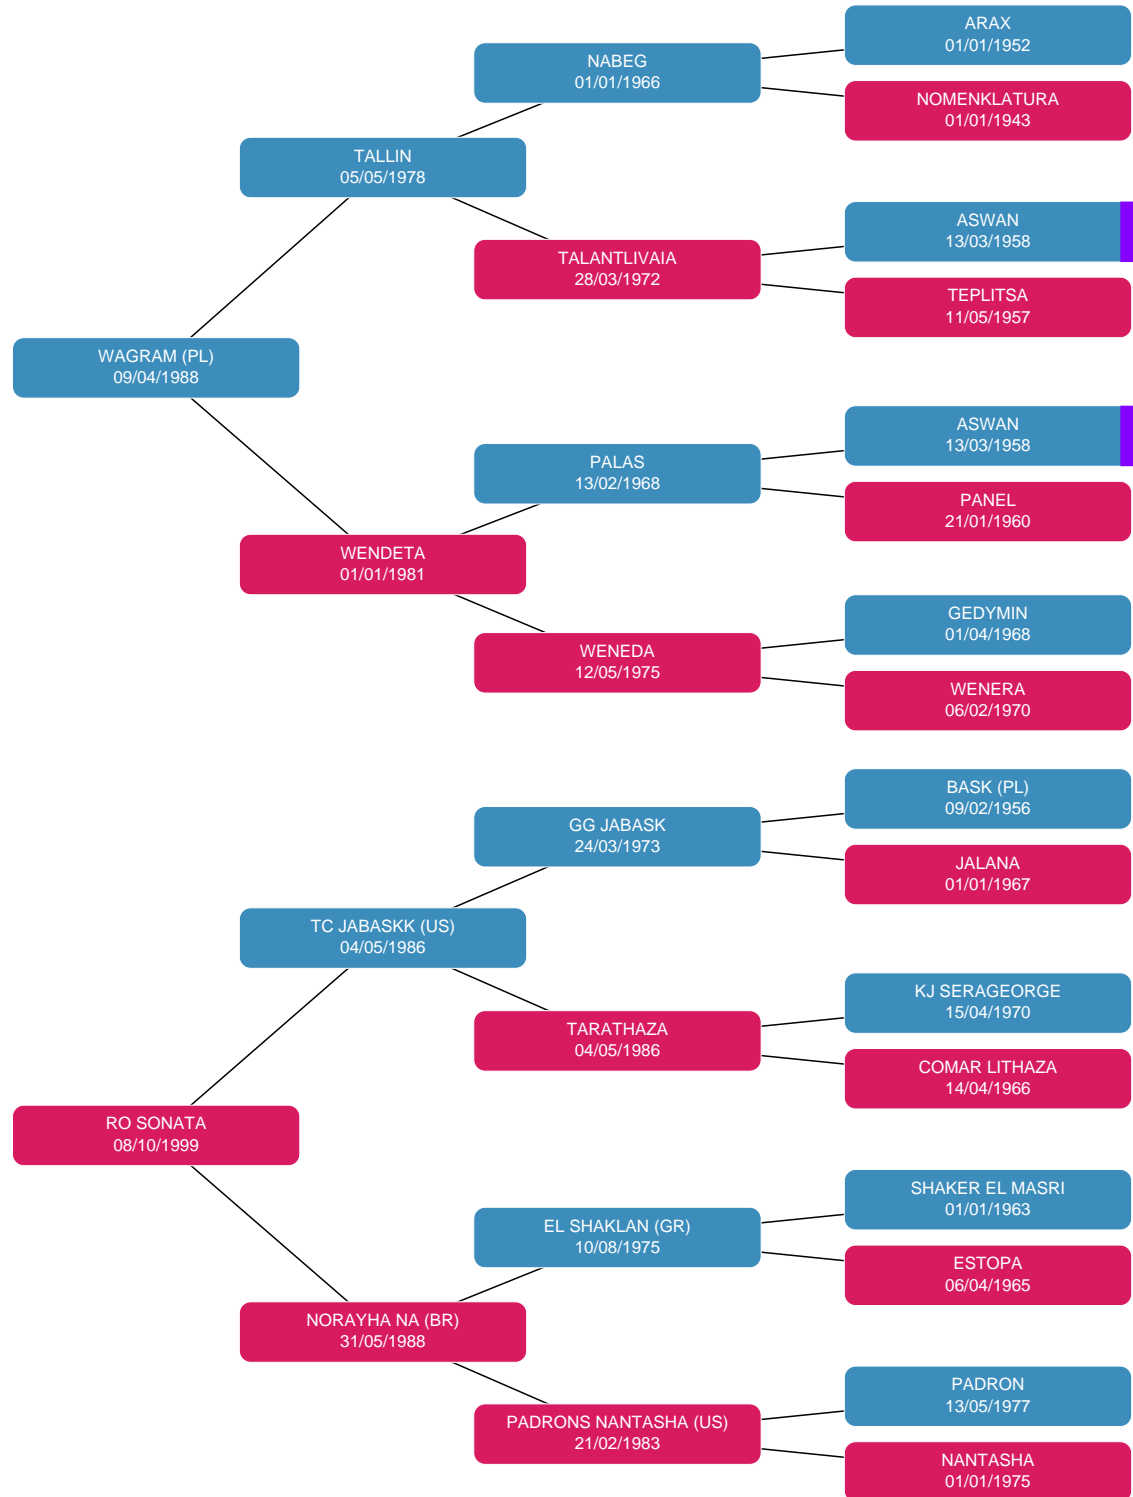 ARAX
01/01/1952
NABEG
01/01/1966
NOMENKLATURA
01/01/1943
TALLIN
05/05/1978
ASWAN
13/03/1958
TALANTLIVAIA
28/03/1972
TEPLITSA
11/05/1957
WAGRAM (PL)
09/04/1988
ASWAN
13/03/1958
PALAS
13/02/1968
PANEL
21/01/1960
WENDETA
01/01/1981
GEDYMIN
01/04/1968
WENEDA
12/05/1975
WENERA
06/02/1970
BASK (PL)
09/02/1956
GG JABASK
24/03/1973
JALANA
01/01/1967
TC JABASKK (US)
04/05/1986
KJ SERAGEORGE
15/04/1970
TARATHAZA
04/05/1986
COMAR LITHAZA
14/04/1966
RO SONATA
08/10/1999
SHAKER EL MASRI
01/01/1963
EL SHAKLAN (GR)
10/08/1975
ESTOPA
06/04/1965
NORAYHA NA (BR)
31/05/1988
PADRON
13/05/1977
PADRONS NANTASHA (US)
21/02/1983
NANTASHA
01/01/1975